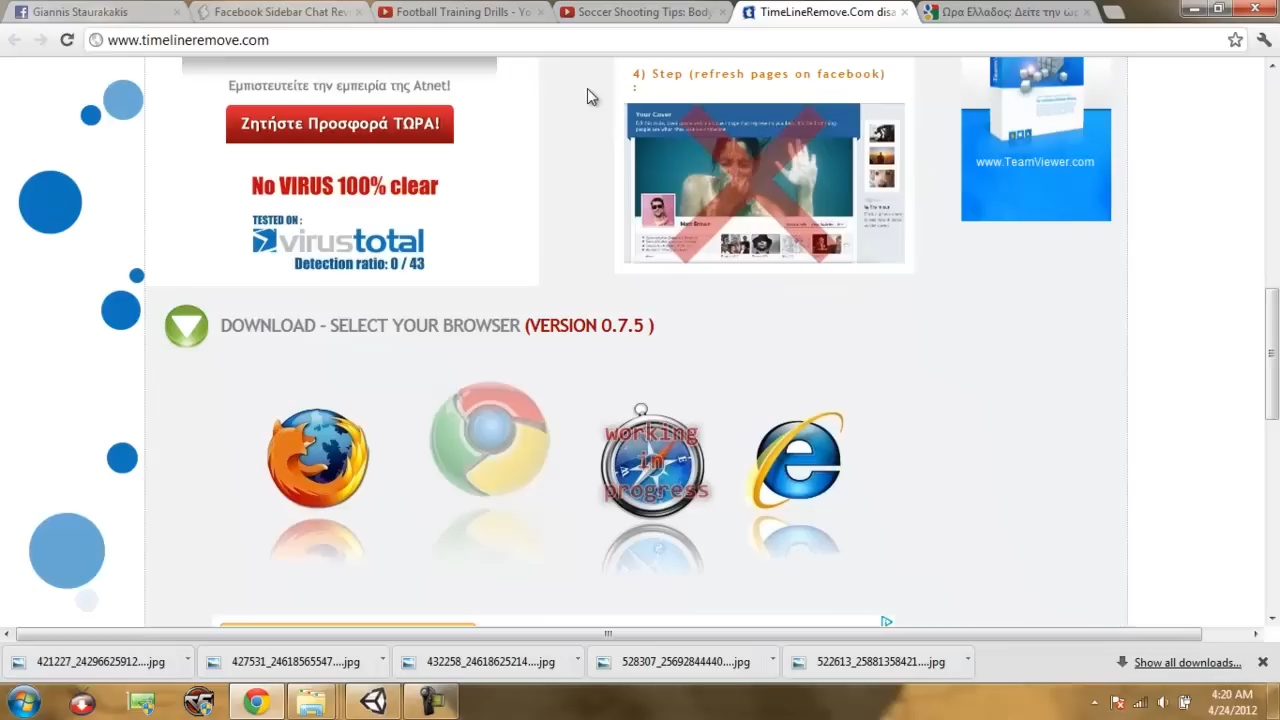 Giannis Staurakakis
Facebook Sidebar Chat Rev
Football Training Drills - Yo
Soccer Shooting Tips: Body
TimeLineRemove.Com disa
Ωρα Ελλαδος: Δείτε την ώρ
www.timelineremove.com
Εμπιστευτείτε την εμπειρία της Atnet!
Ζητήστε Προσφορά ΤΩΡΑ!
No VIRUS 100% clear
TESTED ON :
virustotal
Detection ratio: 0 / 43
4) Step (refresh pages on facebook)
:
Your Cover
www.TeamViewer.com
DOWNLOAD - SELECT YOUR BROWSER (VERSION 0.7.5 )
working
in
progress
421227_24296625912....jpg
427531_24618565547....jpg
432258_24618625214....jpg
528307_25692844440....jpg
522613_25881358421....jpg
Show all downloads...
4:20 AM
4/24/2012